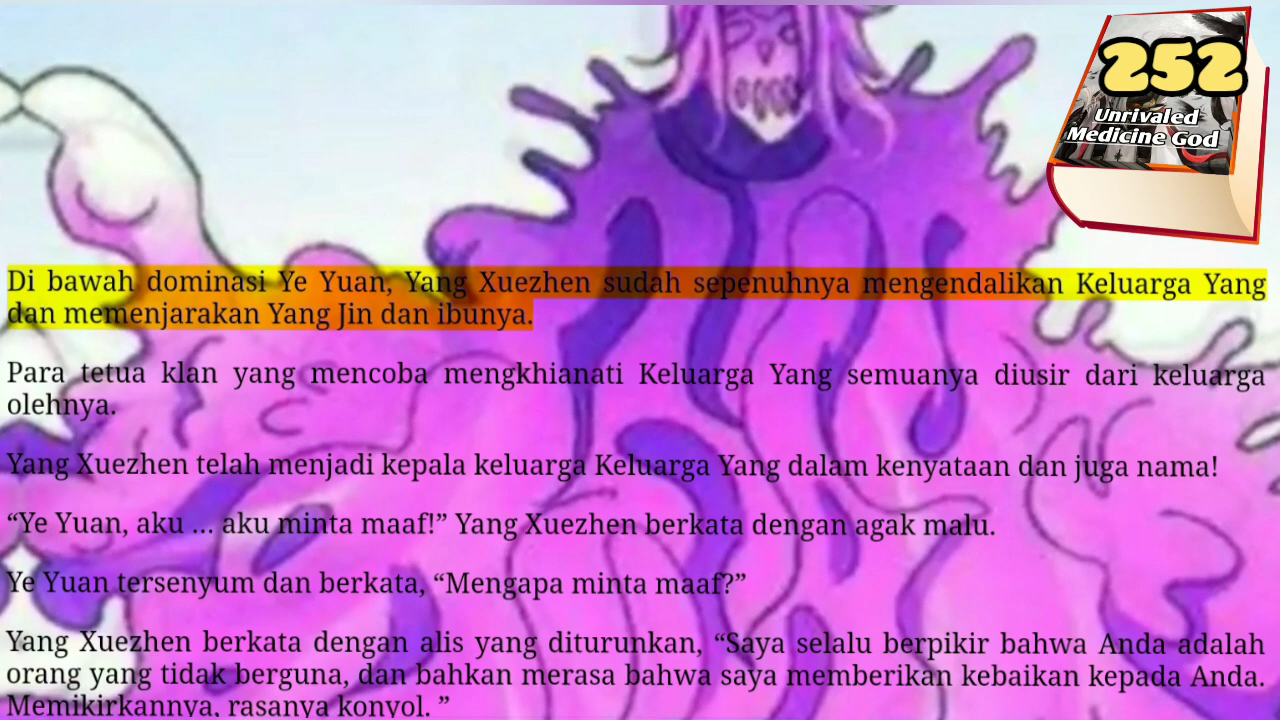 252
Unrivaled
Medicine God
Di bawah dominasi Ye Yuan, Yang Xuezhen sudah sepenuhnya mengendalikan Keluarga Yang
dan memenjarakan Yang Jin dan ibunya.
Para tetua klan yang mencoba mengkhianati Keluarga Yang semuanya diusir dari keluarga
olehnya.
Yang Xuezhen telah menjadi kepala keluarga Keluarga Yang dalam kenyataan dan juga nama!
“Ye Yuan, aku ... aku minta maaf!” Yang Xuezhen berkata dengan agak malu.
Ye Yuan tersenyum dan berkata, “Mengapa minta maaf?”
Yang Xuezhen berkata dengan alis yang diturunkan, “Saya selalu berpikir bahwa Anda adalah
orang yang tidak berguna, dan bahkan merasa bahwa saya memberikan kebaikan kepada Anda.
Memikirkannya, rasanya konyol. ”